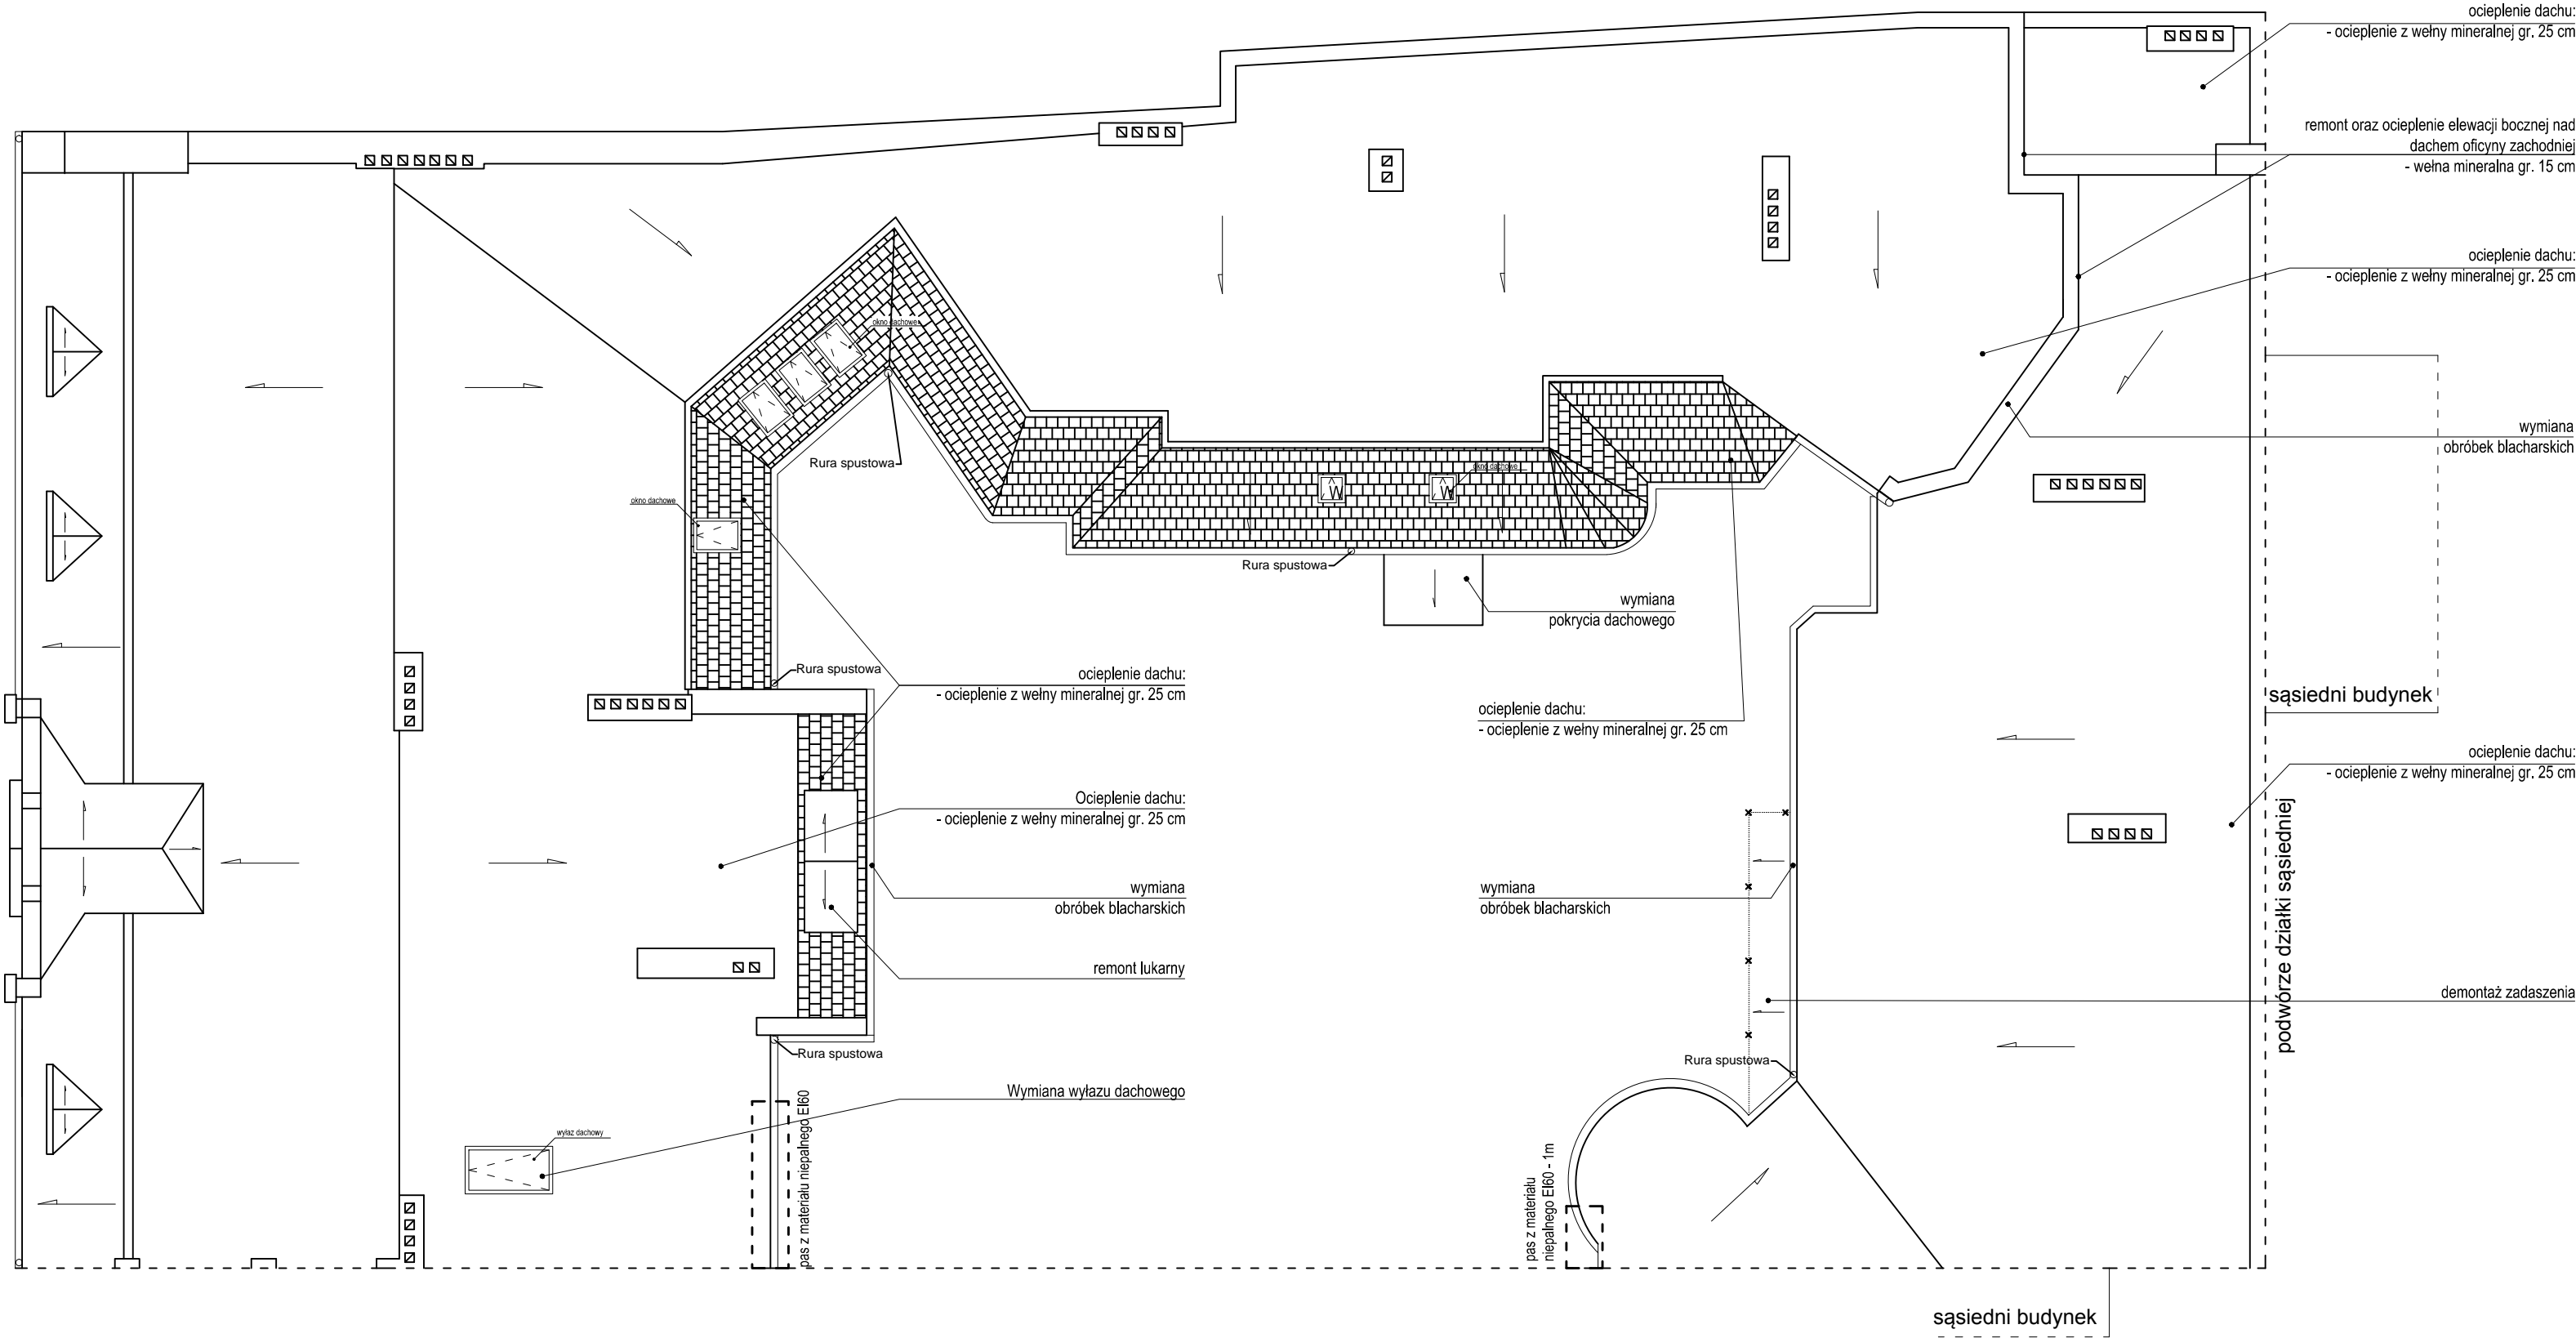 ocieplenie dachu:
- ocieplenie z wełny mineralnej gr. 25 cm
remont oraz ocieplenie elewacji bocznej nad
dachem oficyny zachodniej
- wełna mineralna gr. 15 cm
ocieplenie dachu:
- ocieplenie z wełny mineralnej gr. 25 cm
wymiana
obróbek blacharskich
okno dachowe
Rura spustowa
okno dachowe
okno dachowe
Rura spustowa
wymiana
pokrycia dachowego
Rura spustowa
ocieplenie dachu:
- ocieplenie z wełny mineralnej gr. 25 cm
ocieplenie dachu:
- ocieplenie z wełny mineralnej gr. 25 cm
sąsiedni budynek
ocieplenie dachu:
- ocieplenie z wełny mineralnej gr. 25 cm
Ocieplenie dachu:
- ocieplenie z wełny mineralnej gr. 25 cm
wymiana
obróbek blacharskich
wymiana
obróbek blacharskich
podwórze działki sąsiedniej
remont lukarny
demontaż zadaszenia
Rura spustowa
Rura spustowa
Wymiana wyłazu dachowego
wyłaz dachowy
pas z materiału niepalnego EI60
pas z materiału
niepalnego EI60 - 1m
sąsiedni budynek